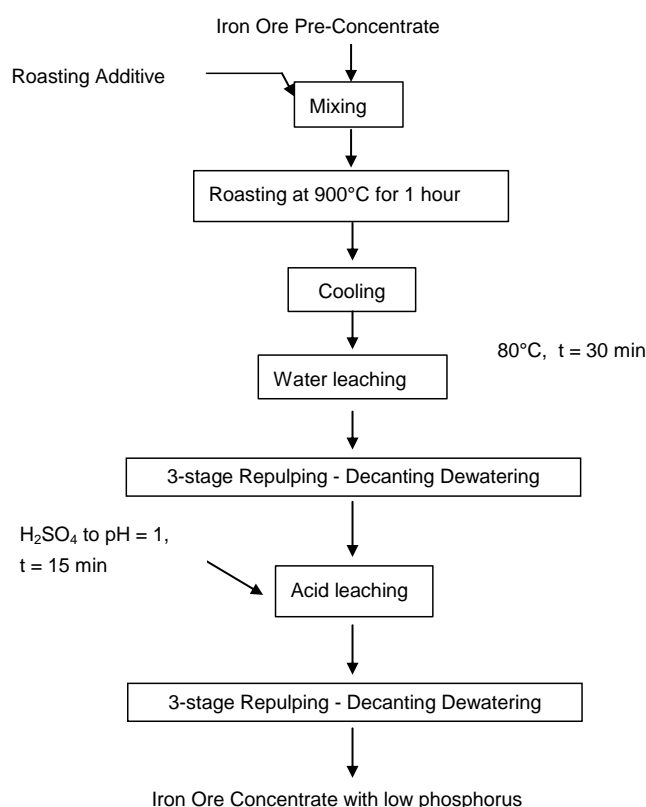 Iron Ore Pre-Concentrate
Roasting Additive
Mixing
Roasting at 900°C for 1 hour
Cooling
80°C, t = 30 min
Water leaching
3-stage Repulping - Decanting Dewatering
H₂SO₄ to pH = 1,
t = 15 min
Acid leaching
3-stage Repulping - Decanting Dewatering
Iron Ore Concentrate with low phosphorus